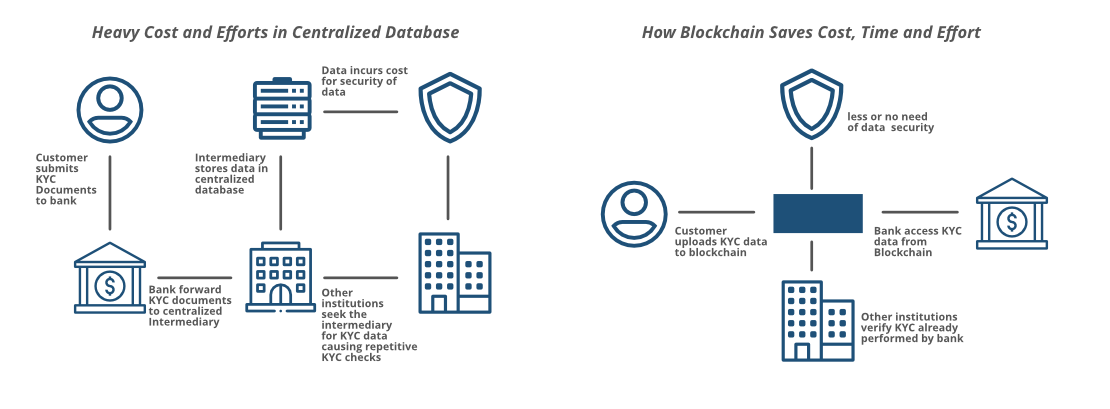 Heavy Cost and Efforts in Centralized Database
Data incurs cost
for security of
data
Customer
submits
KYC
Documents
to bank
Intermediary
stores data in
centralized
database
$
Bank forward
KYC documents
to centralized
Intermediary
Other
institutions
seek the
intermediary
for KYC data
causing repetitive
KYC checks
How Blockchain Saves Cost, Time and Effort
less or no need
of data security
Customer
uploads KYC data
to blockchain
Bank access KYC
data from
Blockchain
$
Other institutions
verify KYC already
performed by bank